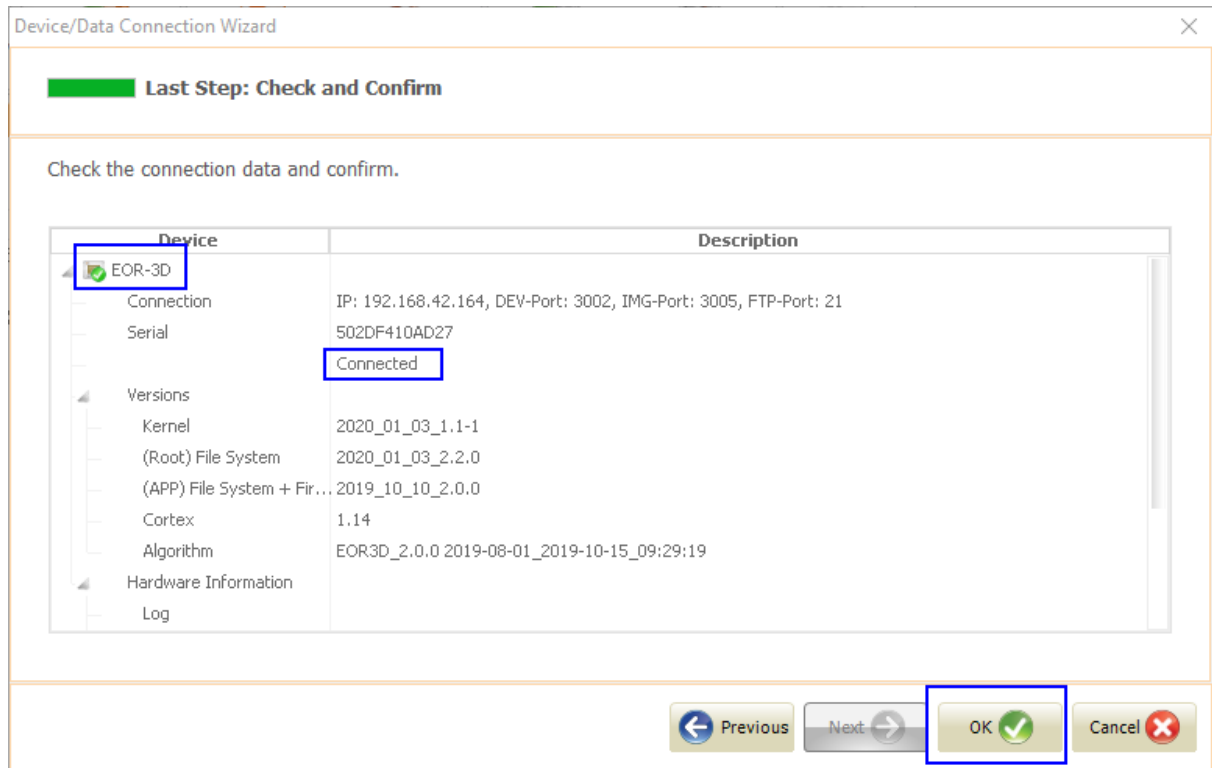 Device/Data Connection Wizard
Last Step: Check and Confirm
Check the connection data and confirm.
Device Description
EOR-3D
Connection IP: 192.168.42.164, DEV-Port: 3002, IMG-Port: 3005, FTP-Port: 21
Serial 502DF410AD27
Connected
Versions
Kernel 2020_01_03_1.1-1
(Root) File System 2020_01_03_2.2.0
(APP) File System + Fir... 2019_10_10_2.0.0
Cortex 1.14
Algorithm EOR3D_2.0.0 2019-08-01_2019-10-15_09:29:19
Hardware Information
Log
Previous Next OK Cancel